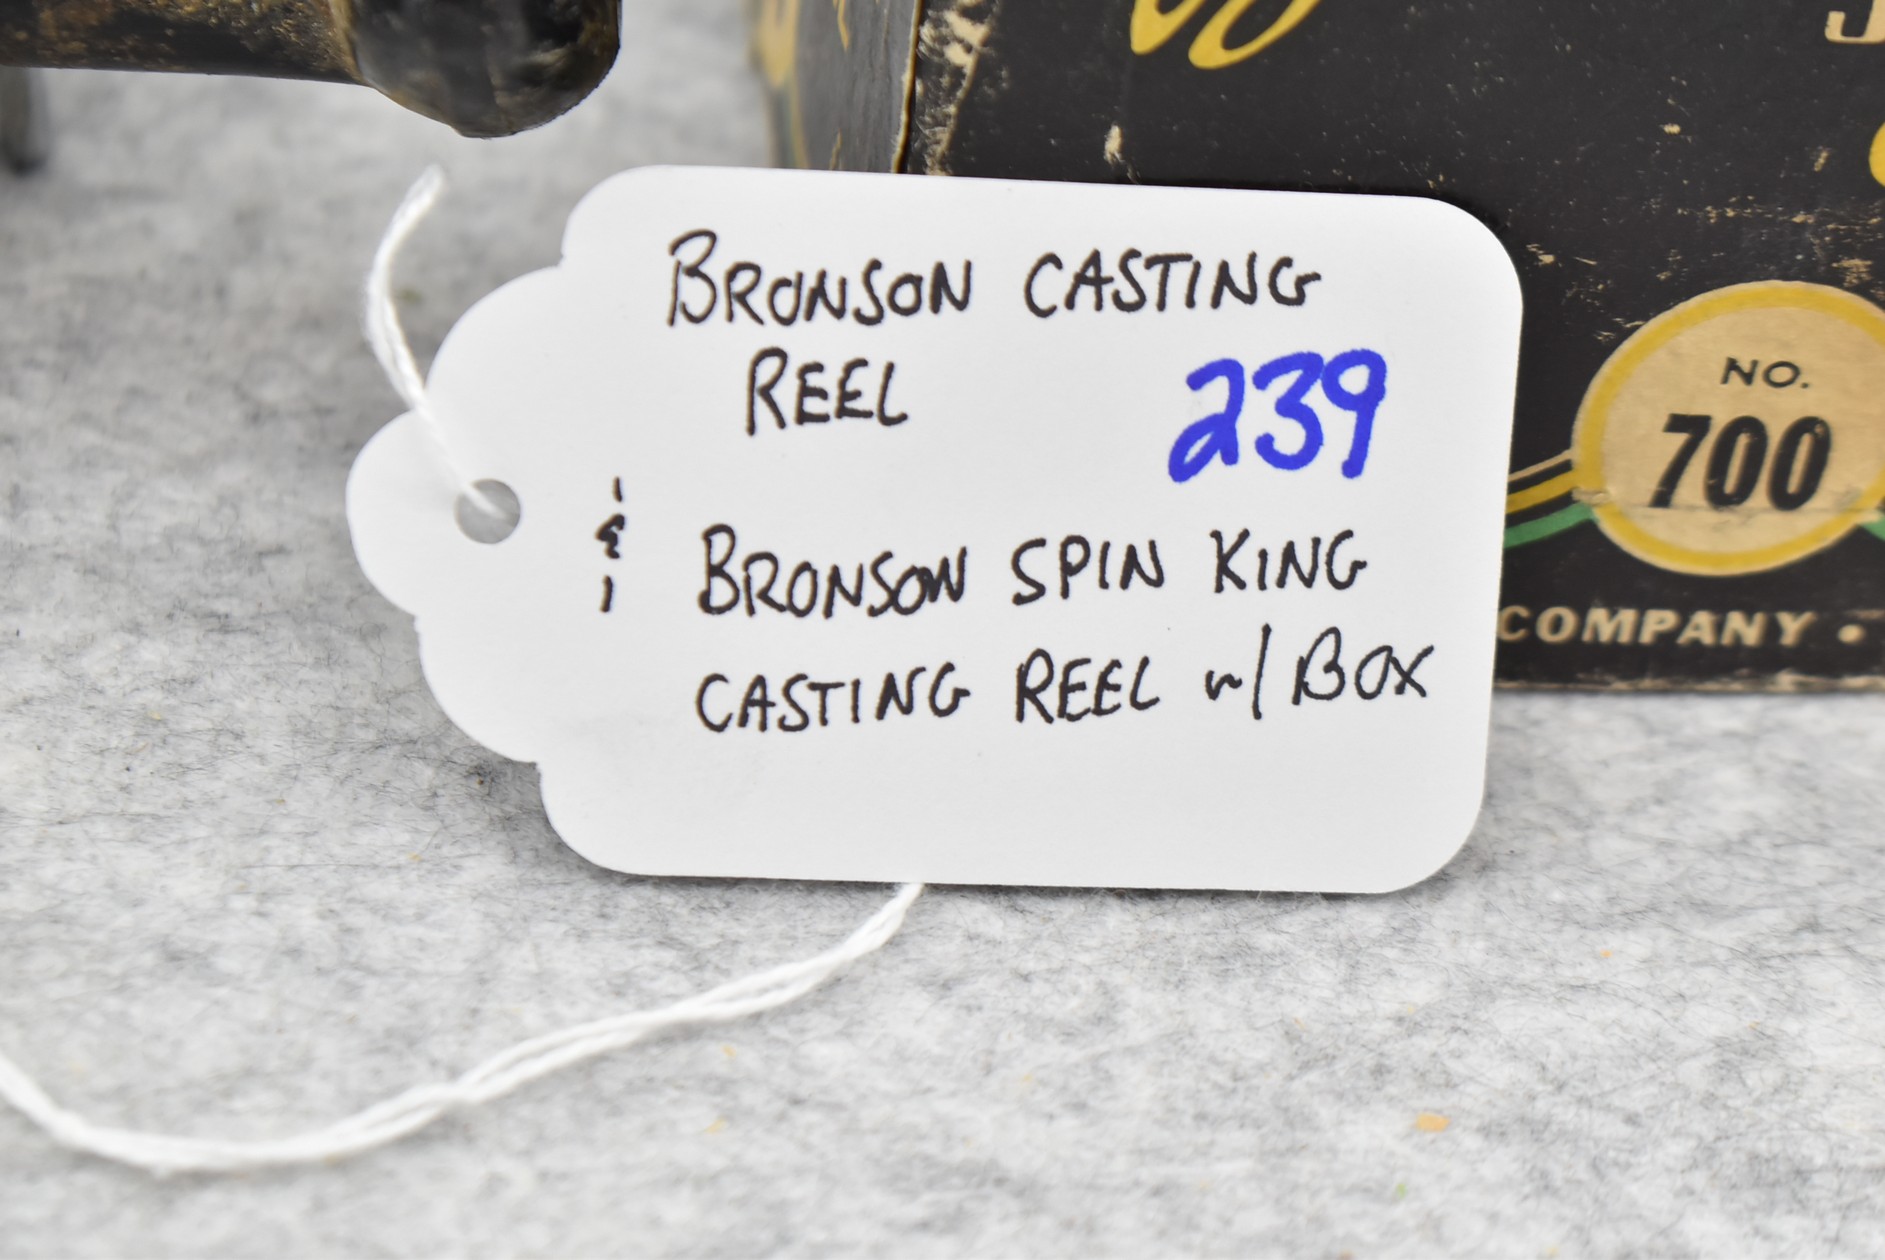 BRONSON CASTING
REEL
239
&
BRONSON SPIN KING
CASTING REEL w/ BOX
NO.
700
COMPANY •